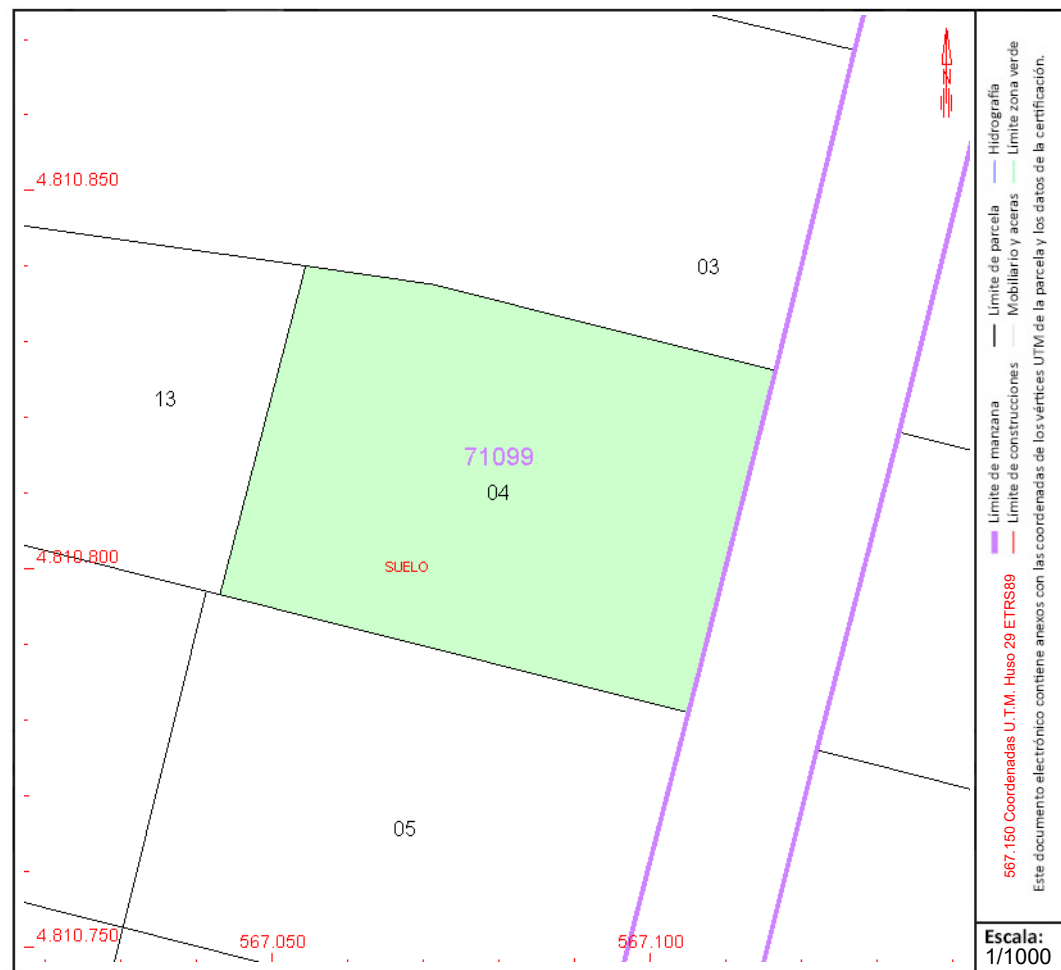 N
4.810.850
03
13
71099
04
4.810.800
SUELO
05
4.810.750
567.050
567.100
Límite de manzana
Límite de parcela
Hidrografía
Límite de construcciones
Mobiliario y aceras
Límite zona verde
567.150 Coordenadas U.T.M. Huso 29 ETRS89
Este documento electrónico contiene anexos con las coordenadas de los vértices UTM de la parcela y los datos de la certificación.
Escala:
1/1000